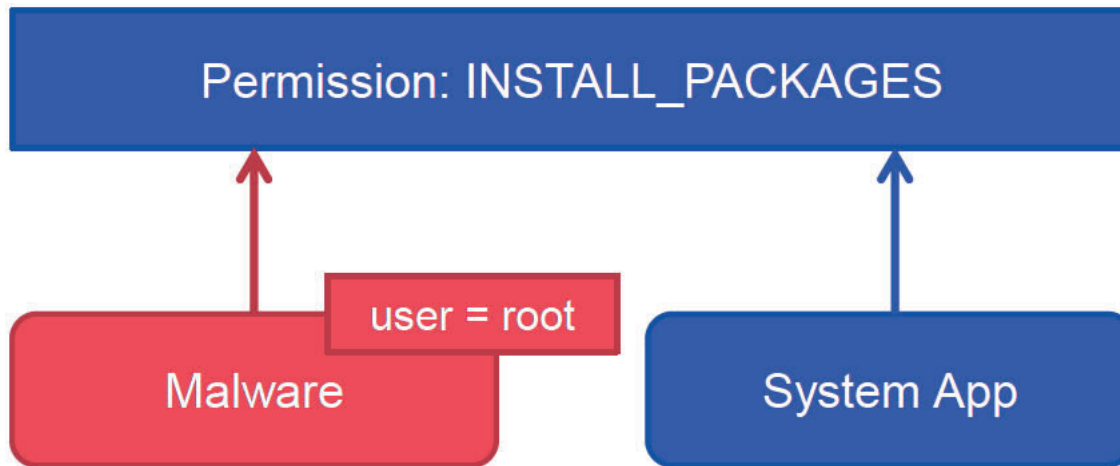 Permission: INSTALL_PACKAGES
user = root
Malware
System App